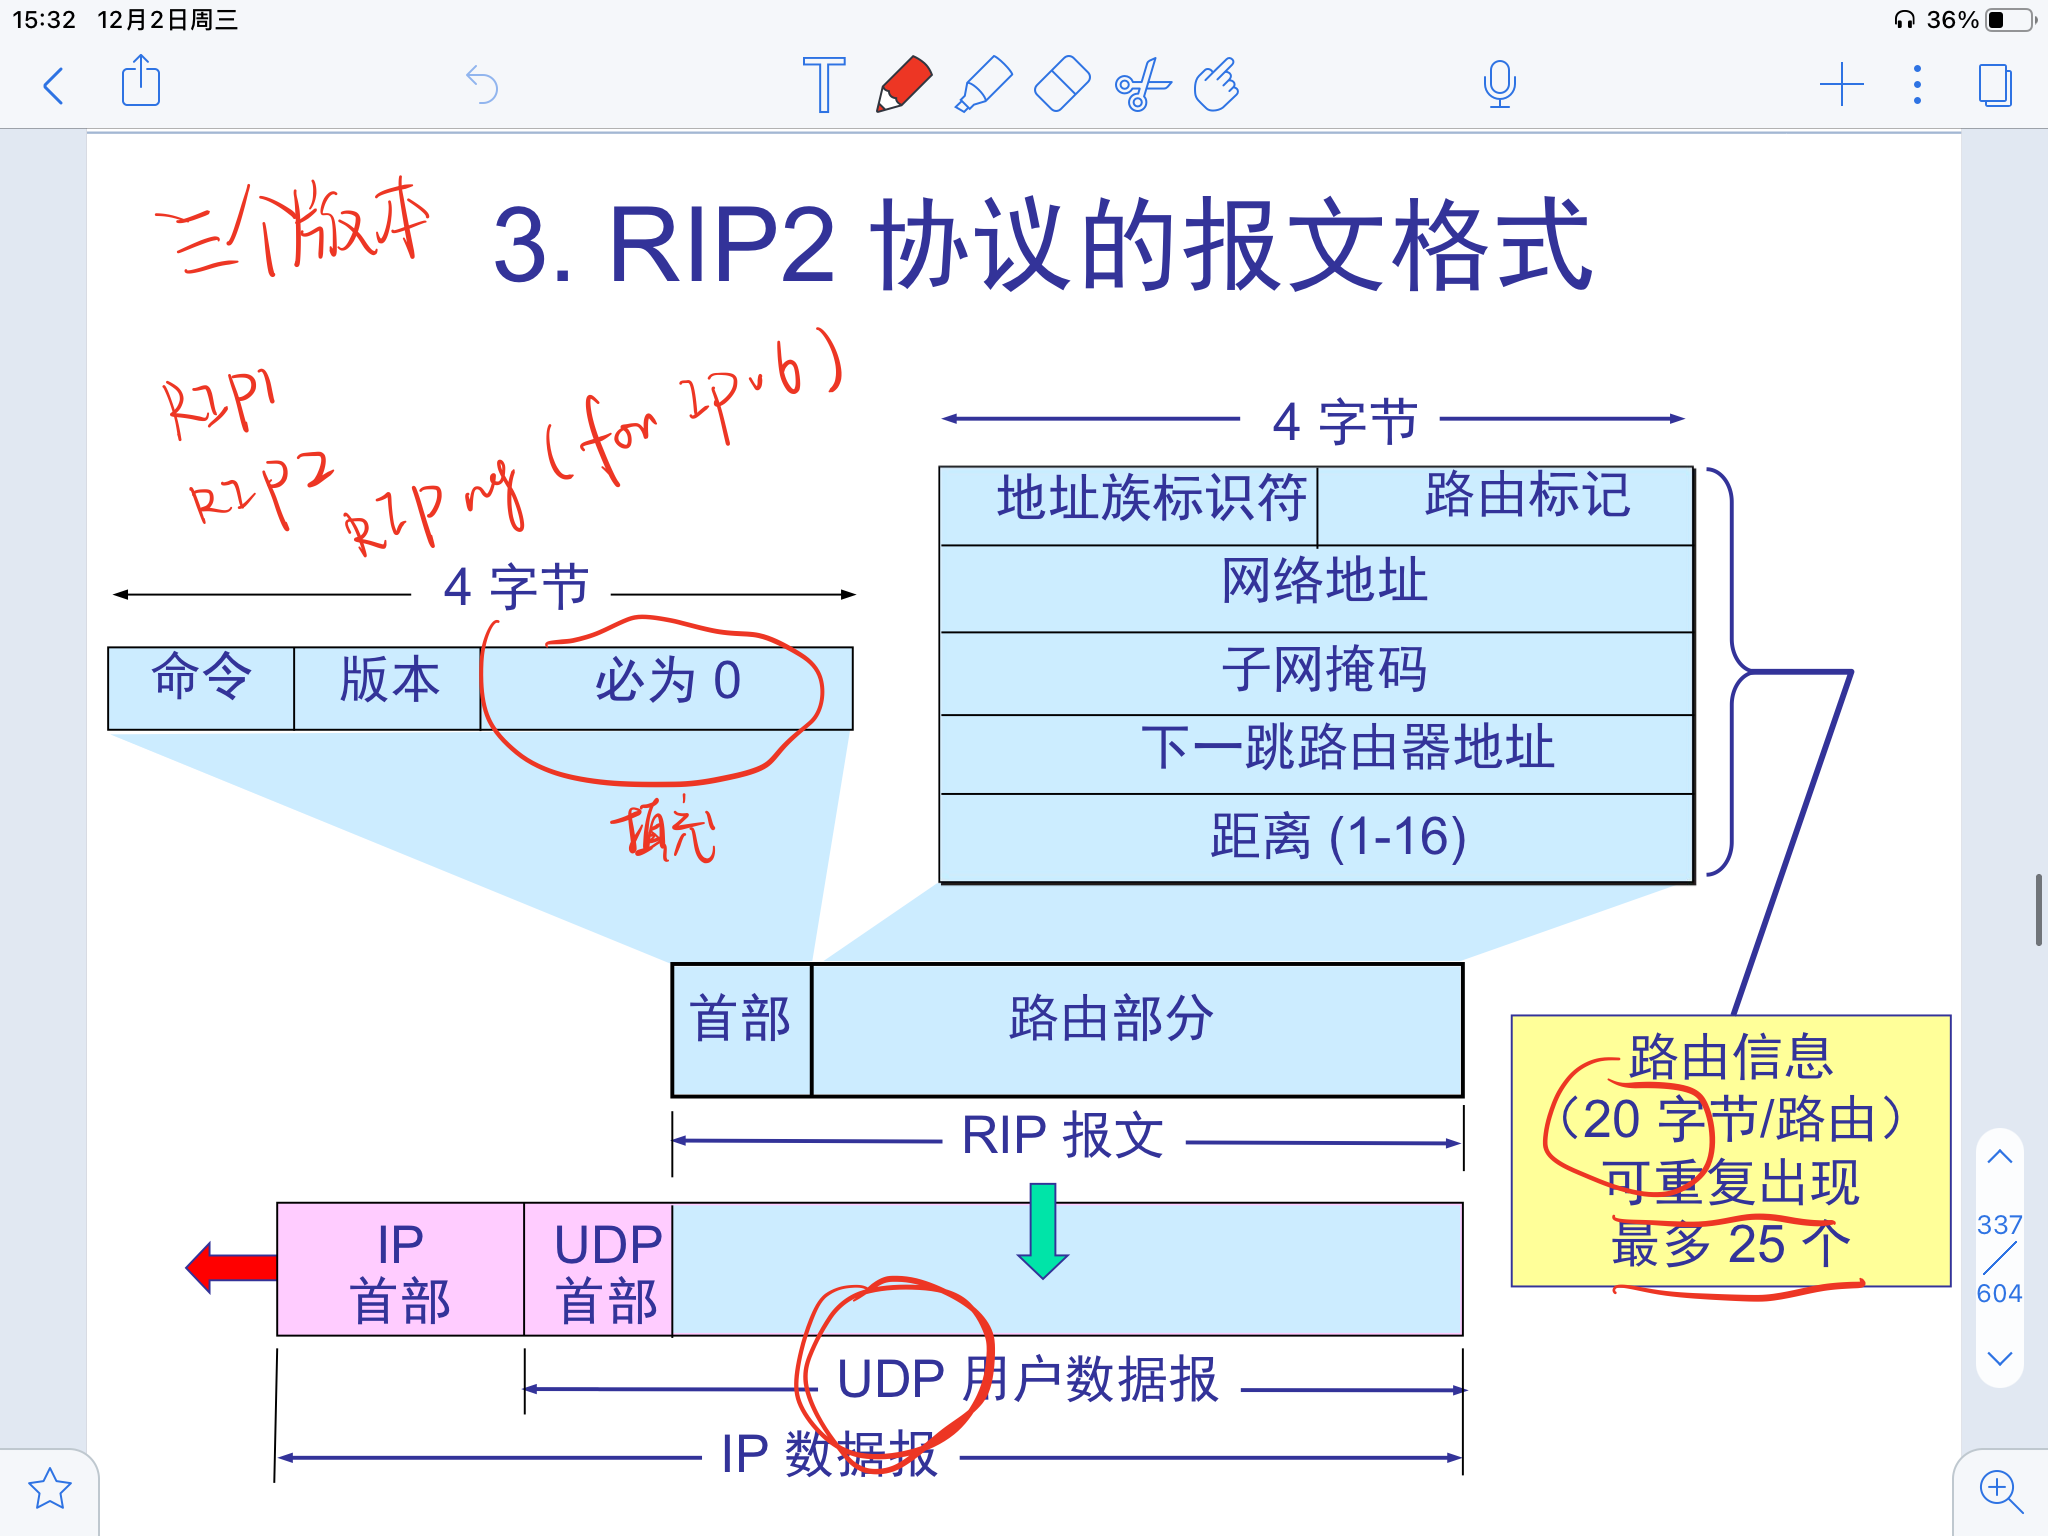 15:32 12月2日周三
36%
三个版本
3. RIP2 协议的报文格式
RIP1
RIP2
RIPng (for IPv6)
4 字节
4 字节
地址族标识符 路由标记
网络地址
子网掩码
下一跳路由器地址
距离 (1-16)
命令 版本 必为 0
填充
首部 路由部分
RIP 报文
路由信息
（20 字节/路由）
可重复出现
最多 25 个
IP
首部
UDP
首部
UDP 用户数据报
IP 数据报
337
604